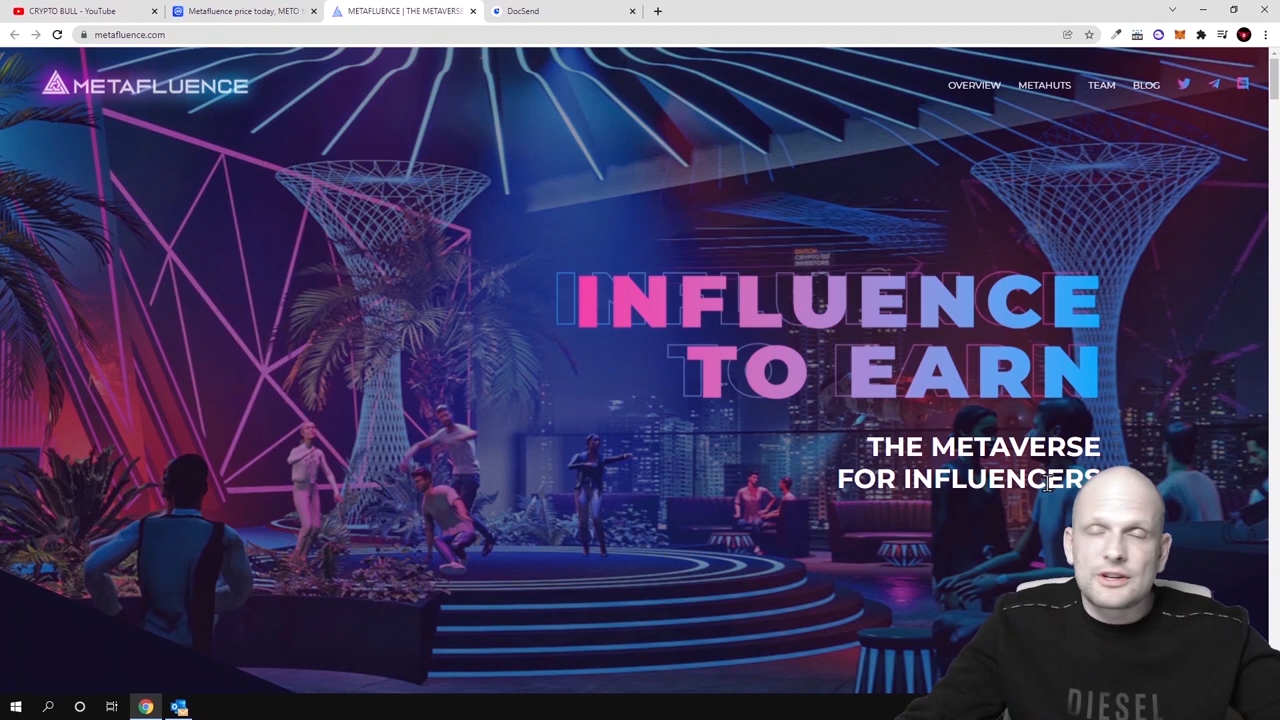 CRYPTO BULL - YouTube
Metafluence price today, METO t
METAFLUENCE | THE METAVERSE
DocSend
metafluence.com
METAFLUENCE
OVERVIEW METAHUTS TEAM BLOG
INFLUENCE
TO EARN
THE METAVERSE
FOR INFLUENCERS
DIESEL